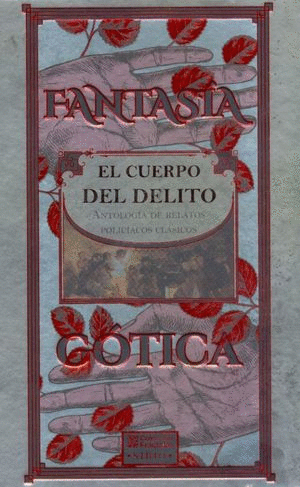 FANTASÍA
EL CUERPO
DEL DELITO
ANTOLOGÍA DE RELATOS
POLICÍACOS CLÁSICOS
GÓTICA